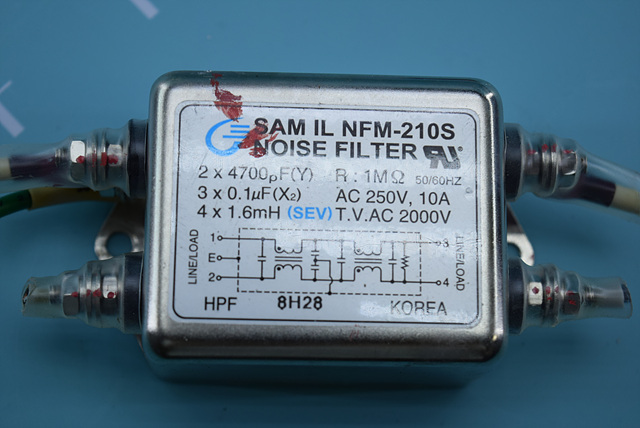 SAM IL NFM-210S
NOISE FILTER RU
2 x 4700pF(Y) R : 1MΩ 50/60HZ
3 x 0.1μF(X₂) AC 250V, 10A
4 x 1.6mH (SEV) T.V.AC 2000V
LINE/LOAD
1
E
2
3
4
LINE/LOAD
HPF 8H28 KOREA